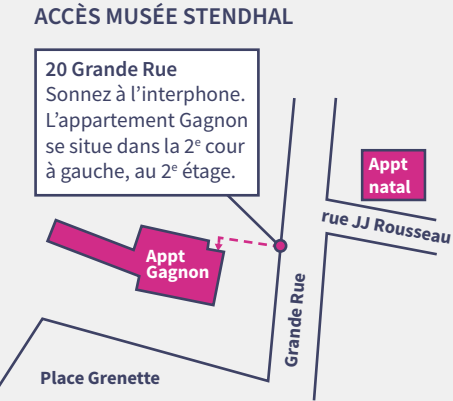 ACCÈS MUSÉE STENDHAL
20 Grande Rue
Sonnez à l’interphone.
L’appartement Gagnon
se situe dans la 2e cour
à gauche, au 2e étage.
Appt
natal
rue JJ Rousseau
Appt
Gagnon
Grande Rue
Place Grenette